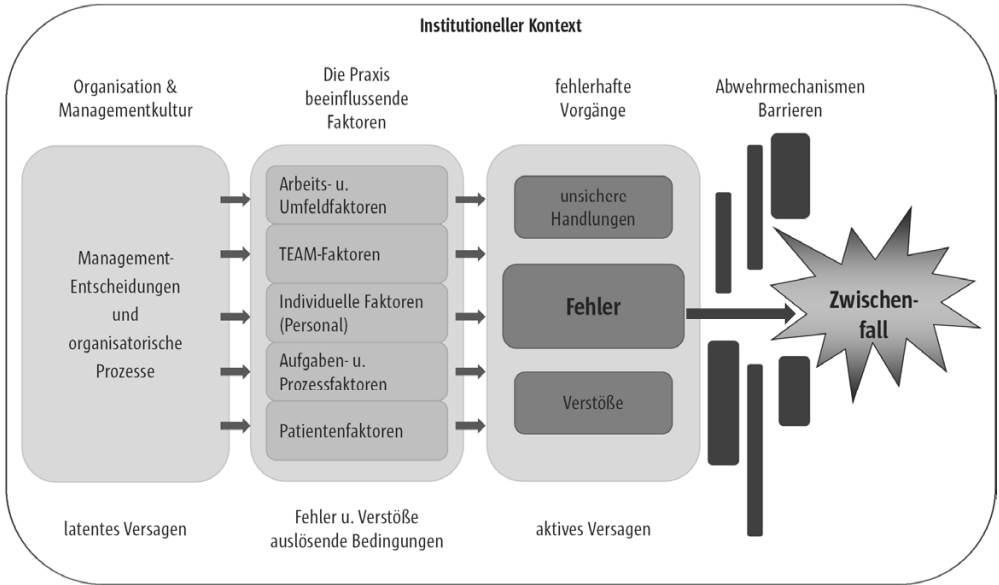 Institutioneller Kontext
Organisation &
Managementkultur
Die Praxis
beeinflussende
Faktoren
fehlerhafte
Vorgänge
Abwehrmechanismen
Barrieren
Management-
Entscheidungen
und
organisatorische
Prozesse
Arbeits- u.
Umfeldfaktoren
TEAM-Faktoren
Individuelle Faktoren
(Personal)
Aufgaben- u.
Prozessfaktoren
Patientenfaktoren
unsichere
Handlungen
Fehler
Verstöße
Zwischen-
fall
latentes Versagen
Fehler u. Verstöße
auslösende Bedingungen
aktives Versagen